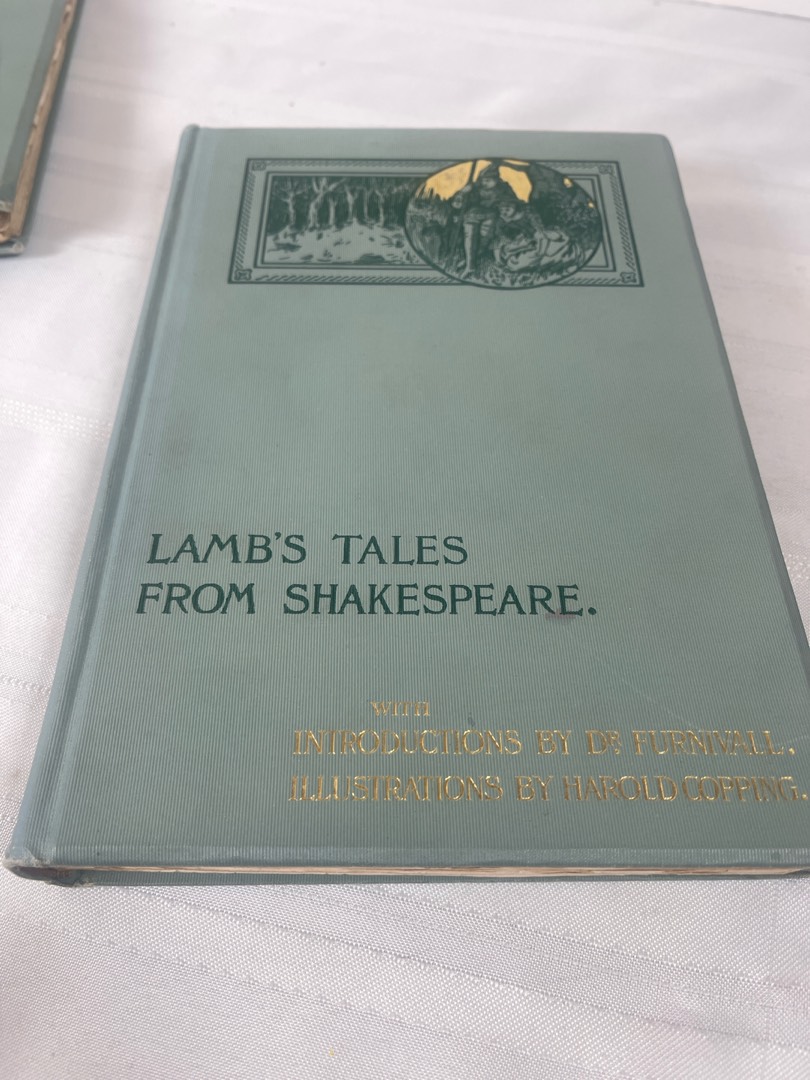 LAMB'S TALES
FROM SHAKESPEARE.
WITH
INTRODUCTIONS BY DR. FURNIVALL.
ILLUSTRATIONS BY HAROLD COPPING.